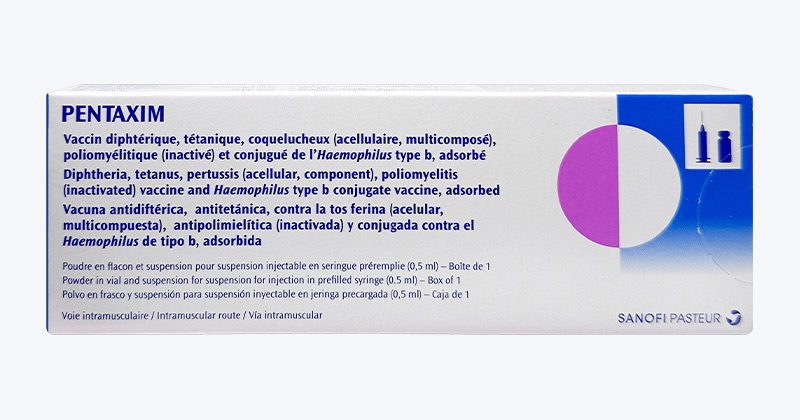 PENTAXIM
Vaccin diphtérique, tétanique, coquelucheux (acellulaire, multicomposé),
poliomyélitique (inactivé) et conjugué de l'Haemophilus type b, adsorbé
Diphtheria, tetanus, pertussis (acellular, component), poliomyelitis
(inactivated) vaccine and Haemophilus type b conjugate vaccine, adsorbed
Vacuna antidiftérica, antitetánica, contra la tos ferina (acelular,
multicompuesta), antipolimielítica (inactivada) y conjugada contra el
Haemophilus de tipo b, adsorbida
Poudre en flacon et suspension pour suspension injectable en seringue préremplie (0,5 ml) – Boîte de 1
Powder in vial and suspension for suspension for injection in prefilled syringe (0.5 ml) – Box of 1
Polvo en frasco y suspensión para suspensión inyectable en jeringa precargada (0,5 ml) – Caja de 1
Voie intramusculaire / Intramuscular route / Vía intramuscular
SANOFI PASTEUR